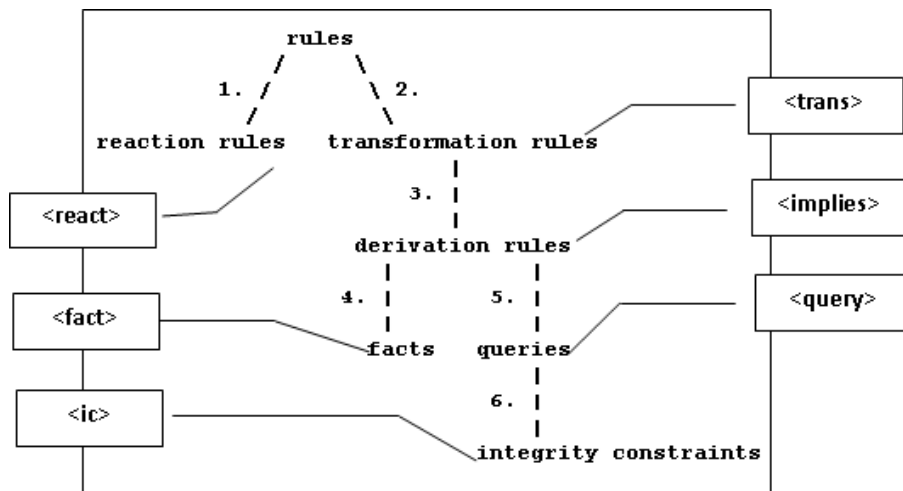 rules
1. 2.
<trans>
reaction rules transformation rules
3.
<react>
<implies>
derivation rules
4. 5.
<fact>
<query>
facts queries
6.
<ic>
integrity constraints